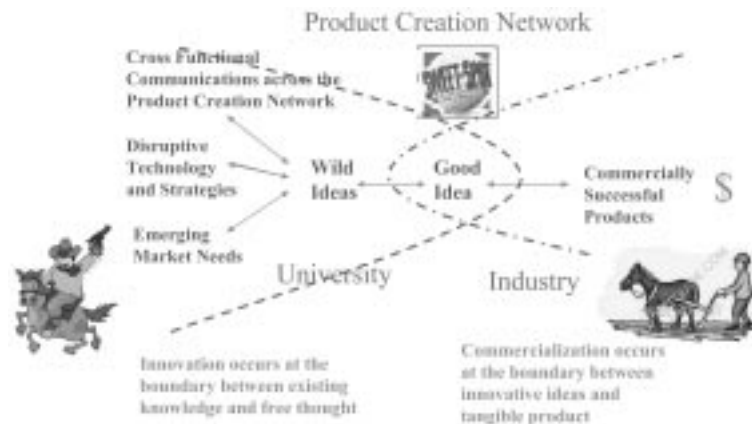 Product Creation Network
Cross Functional
Communications across the
Product Creation Network
Disruptive
Technology
and Strategies
Emerging
Market Needs
Wild
Ideas
Good
Idea
Commercially
Successful
Products
$
University
Industry
Innovation occurs at the
boundary between existing
knowledge and free thought
Commercialization occurs
at the boundary between
innovative ideas and
tangible product